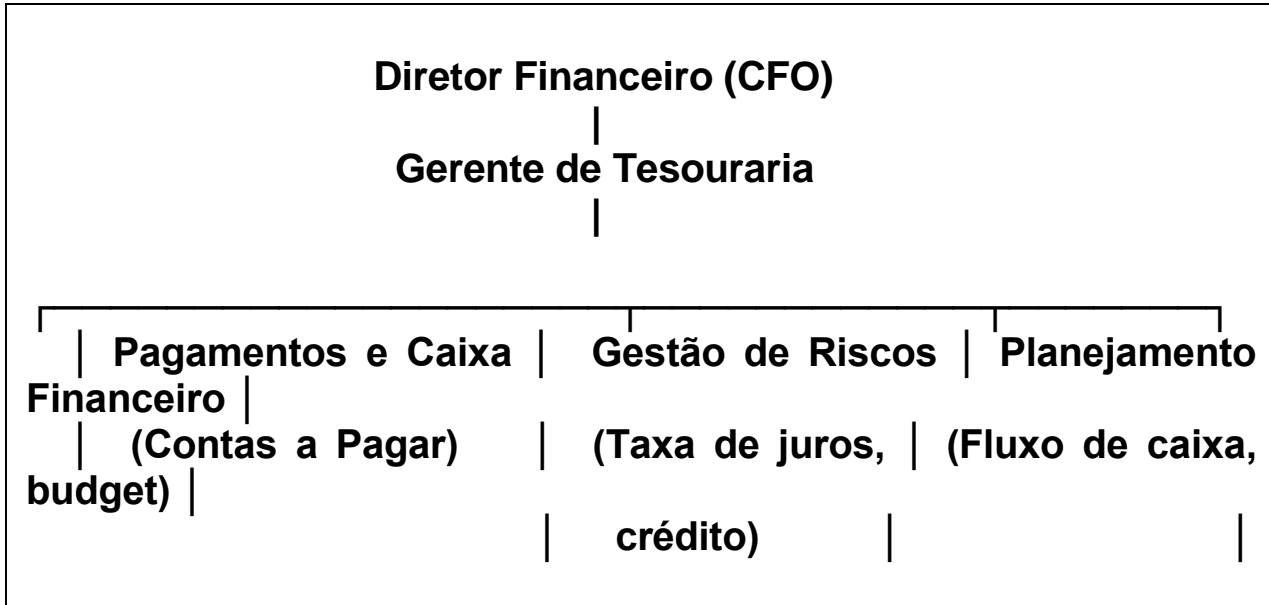 Diretor Financeiro (CFO)
|
Gerente de Tesouraria
|
┌────────────────┬──────────┬──────┐
│ Pagamentos e Caixa │ Gestão de Riscos │ Planejamento
Financeiro │
│ (Contas a Pagar) │ (Taxa de juros, │ (Fluxo de caixa,
budget) │
│ crédito) │ │